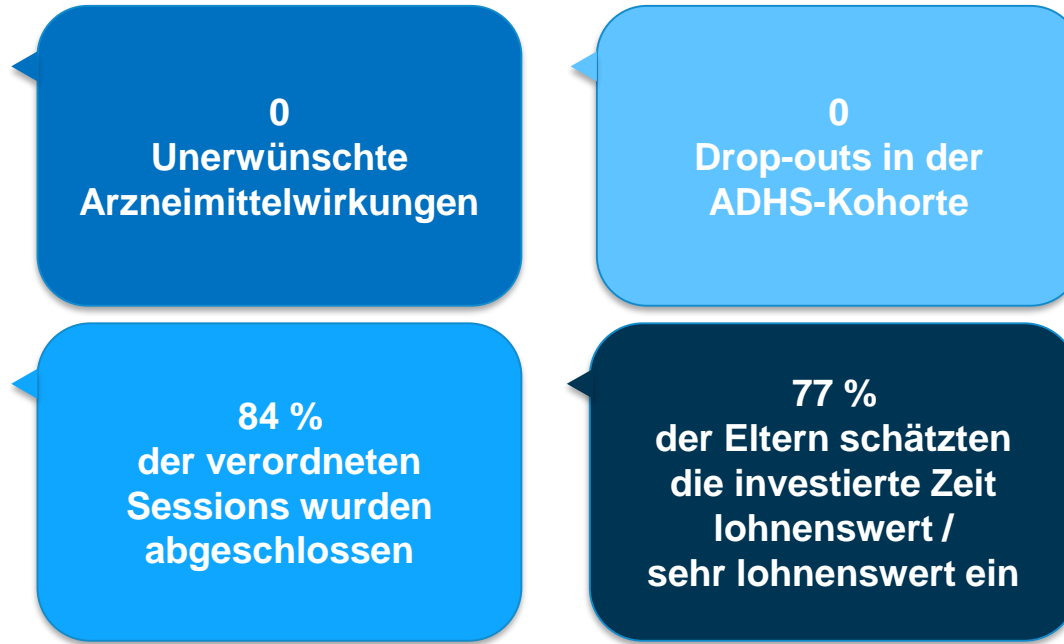 0
Unerwünschte
Arzneimittelwirkungen
0
Drop-outs in der
ADHS-Kohorte
84 %
der verordneten
Sessions wurden
abgeschlossen
77 %
der Eltern schätzten
die investierte Zeit
lohnenswert /
sehr lohnenswert ein